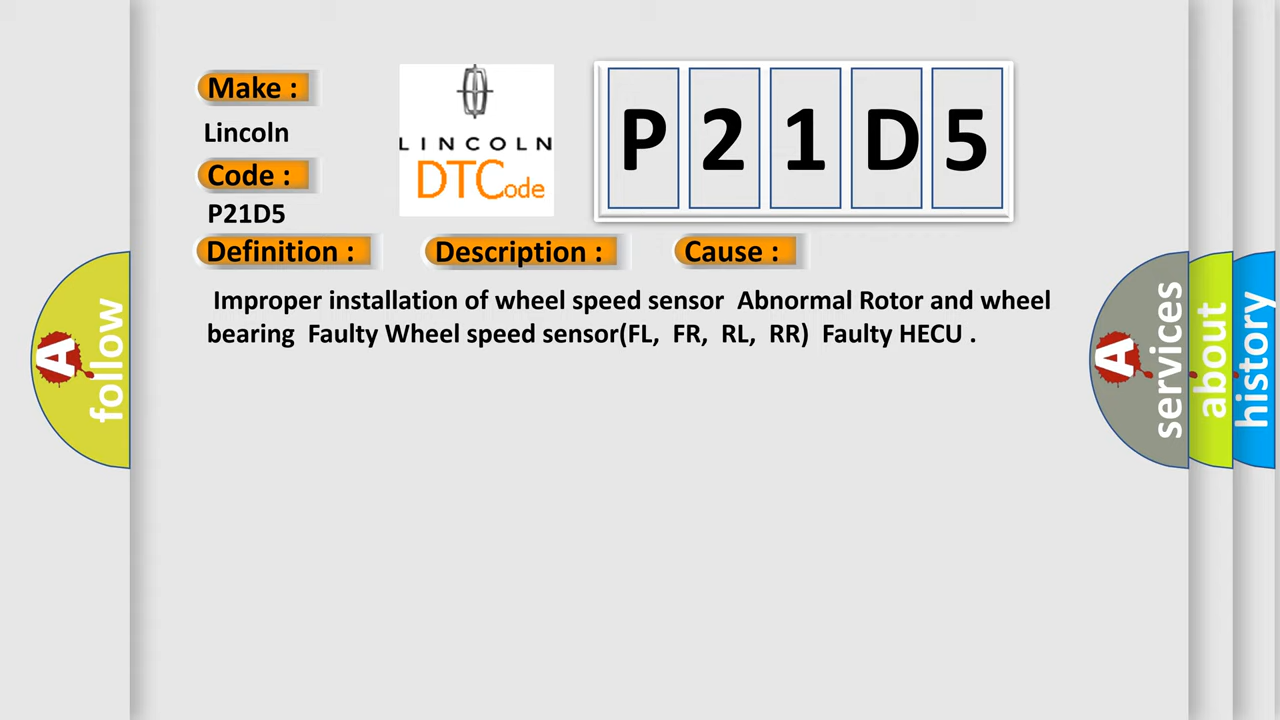 Make :
Lincoln
Code :
P21D5
LINCOLN
DTCode
P 2 1 D 5
Definition :
Description :
Cause :
Improper installation of wheel speed sensor  Abnormal Rotor and wheel
bearing  Faulty Wheel speed sensor(FL,  FR,  RL,  RR)  Faulty HECU .
A follow
A services
about
history